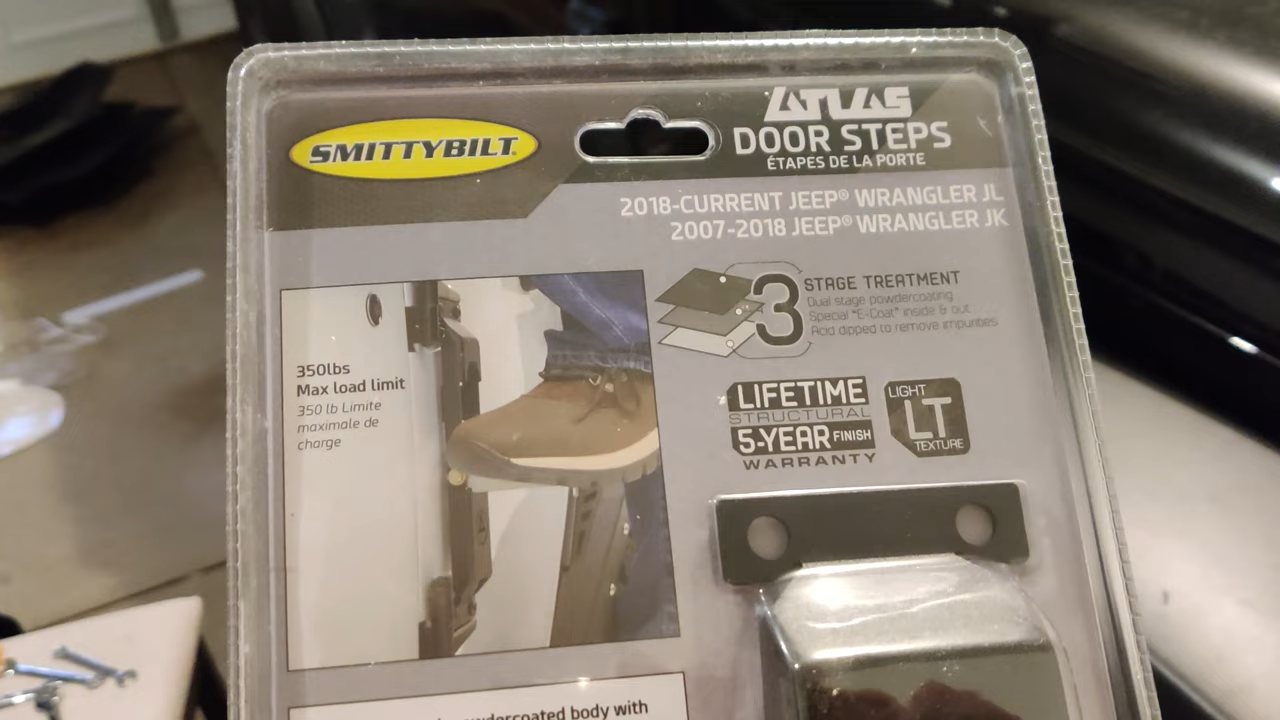 SMITTYBILT
ATLAS
DOOR STEPS
ÉTAPES DE LA PORTE
2018-CURRENT JEEP® WRANGLER JL
2007-2018 JEEP® WRANGLER JK
3 STAGE TREATMENT
Dual stage powdercoating
Special "E-Coat" inside & out
Acid dipped to remove impurities
350lbs
Max load limit
350 lb Limite
maximale de
charge
LIFETIME
STRUCTURAL
5-YEAR FINISH
WARRANTY
LIGHT
LT
TEXTURE
body with